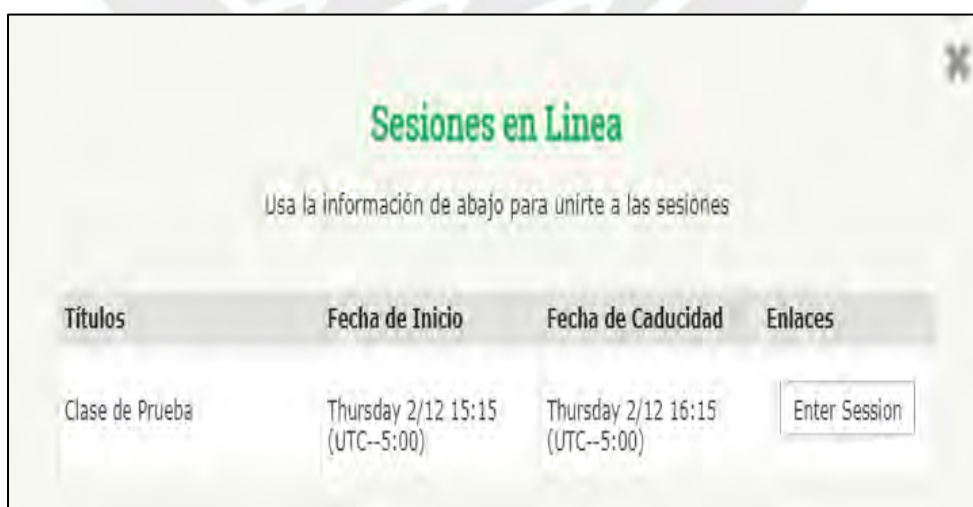 Sesiones en Linea
Usa la información de abajo para unirte a las sesiones
Títulos Fecha de Inicio Fecha de Caducidad Enlaces
Clase de Prueba Thursday 2/12 15:15 Thursday 2/12 16:15 Enter Session
(UTC--5:00) (UTC--5:00)